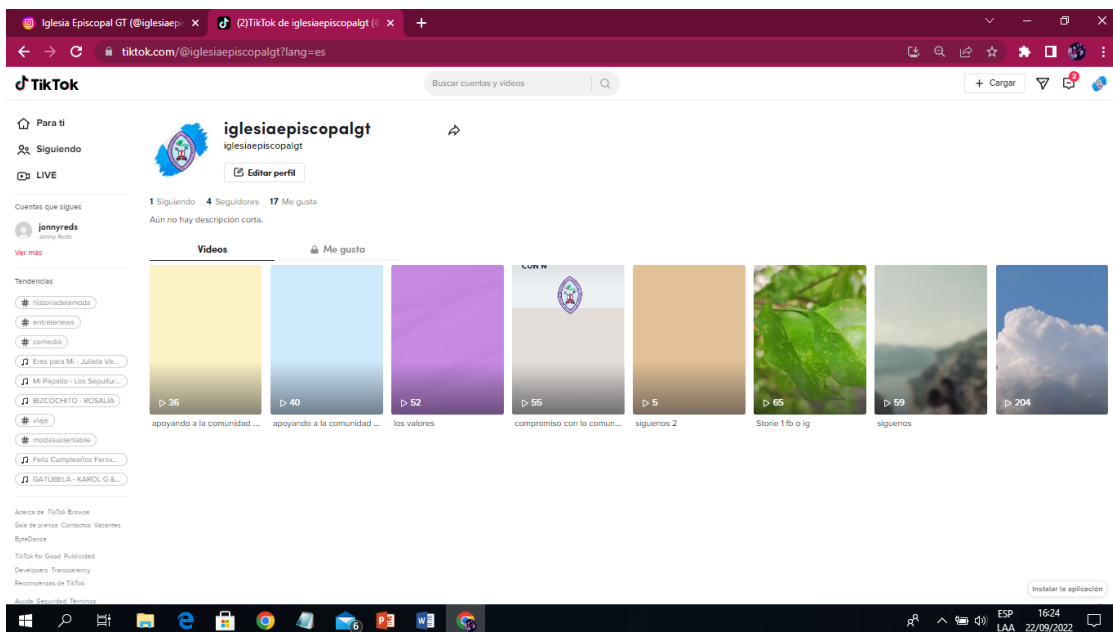 Iglesia Episcopal GT (@iglesiaepis
(2)TikTok de iglesiaepiscopalgt (@
tiktok.com/@iglesiaepiscopalgt?lang=es
TikTok
Buscar cuentas y videos
+ Cargar
2
Para ti
Siguiendo
LIVE
Cuentas que sigues
jonnyreds
Jonny Reds
Ver más
Tendencias
# historiadelamoda
# entretenews
# comedia
Eres para Mí - Julieta Ve...
Mi Papaíto - Los Sepultur...
BIZCOCHITO - ROSALÍA
# viaje
# modasustentable
Feliz Cumpleaños Ferxx...
GATÚBELA - KAROL G &...
Acerca de TikTok Browse
Sala de prensa Contactos Vacantes
ByteDance
TikTok for Good Publicidad
Developers Transparency
Recompensas de TikTok
Ayuda Seguridad Términos
iglesiaepiscopalgt
iglesiaepiscopalgt
Editar perfil
1 Siguiendo 4 Seguidores 17 Me gusta
Aún no hay descripción corta.
Videos
Me gusta
CON N
36
40
52
55
5
65
59
204
apoyando a la comunidad ...
apoyando a la comunidad ...
los valores
compromiso con la comun...
siguenos 2
Storie 1 fb o ig
siguenos
Instalar la aplicación
6
ESP
LAA
16:24
22/09/2022